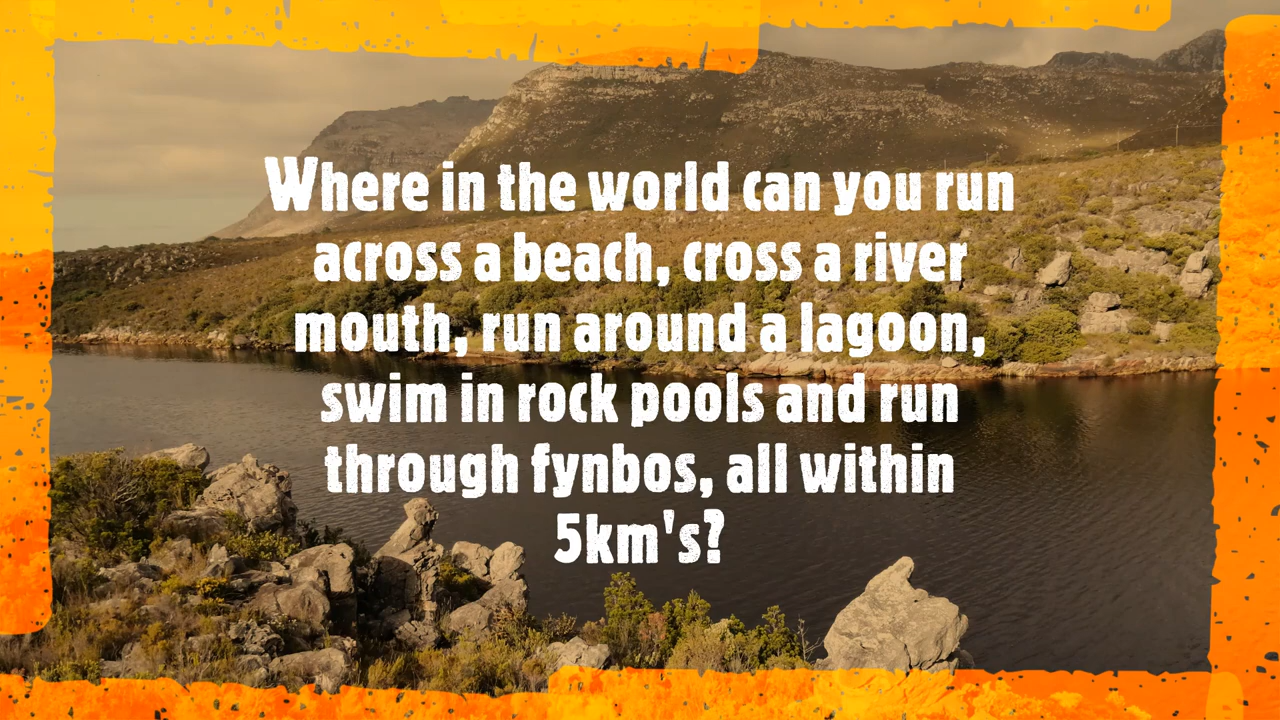 Where in the world can you run
across a beach, cross a river
mouth, run around a lagoon,
swim in rock pools and run
through fynbos, all within
5km's?